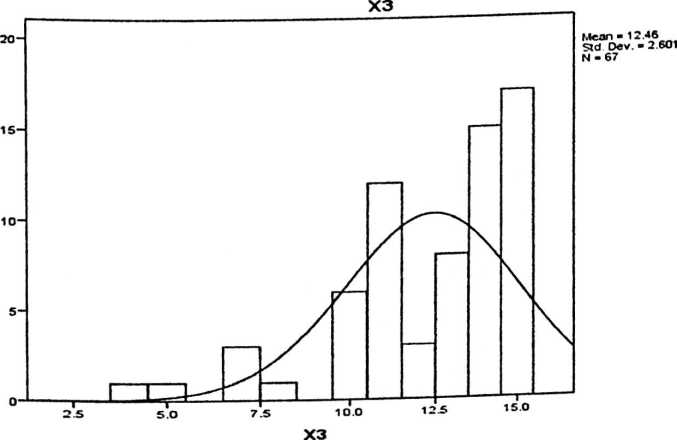 X3
Mean = 12.46
Std. Dev. = 2.601
N = 67
20
15
10
5
0
2.5 5.0 7.5 10.0 12.5 15.0
X3